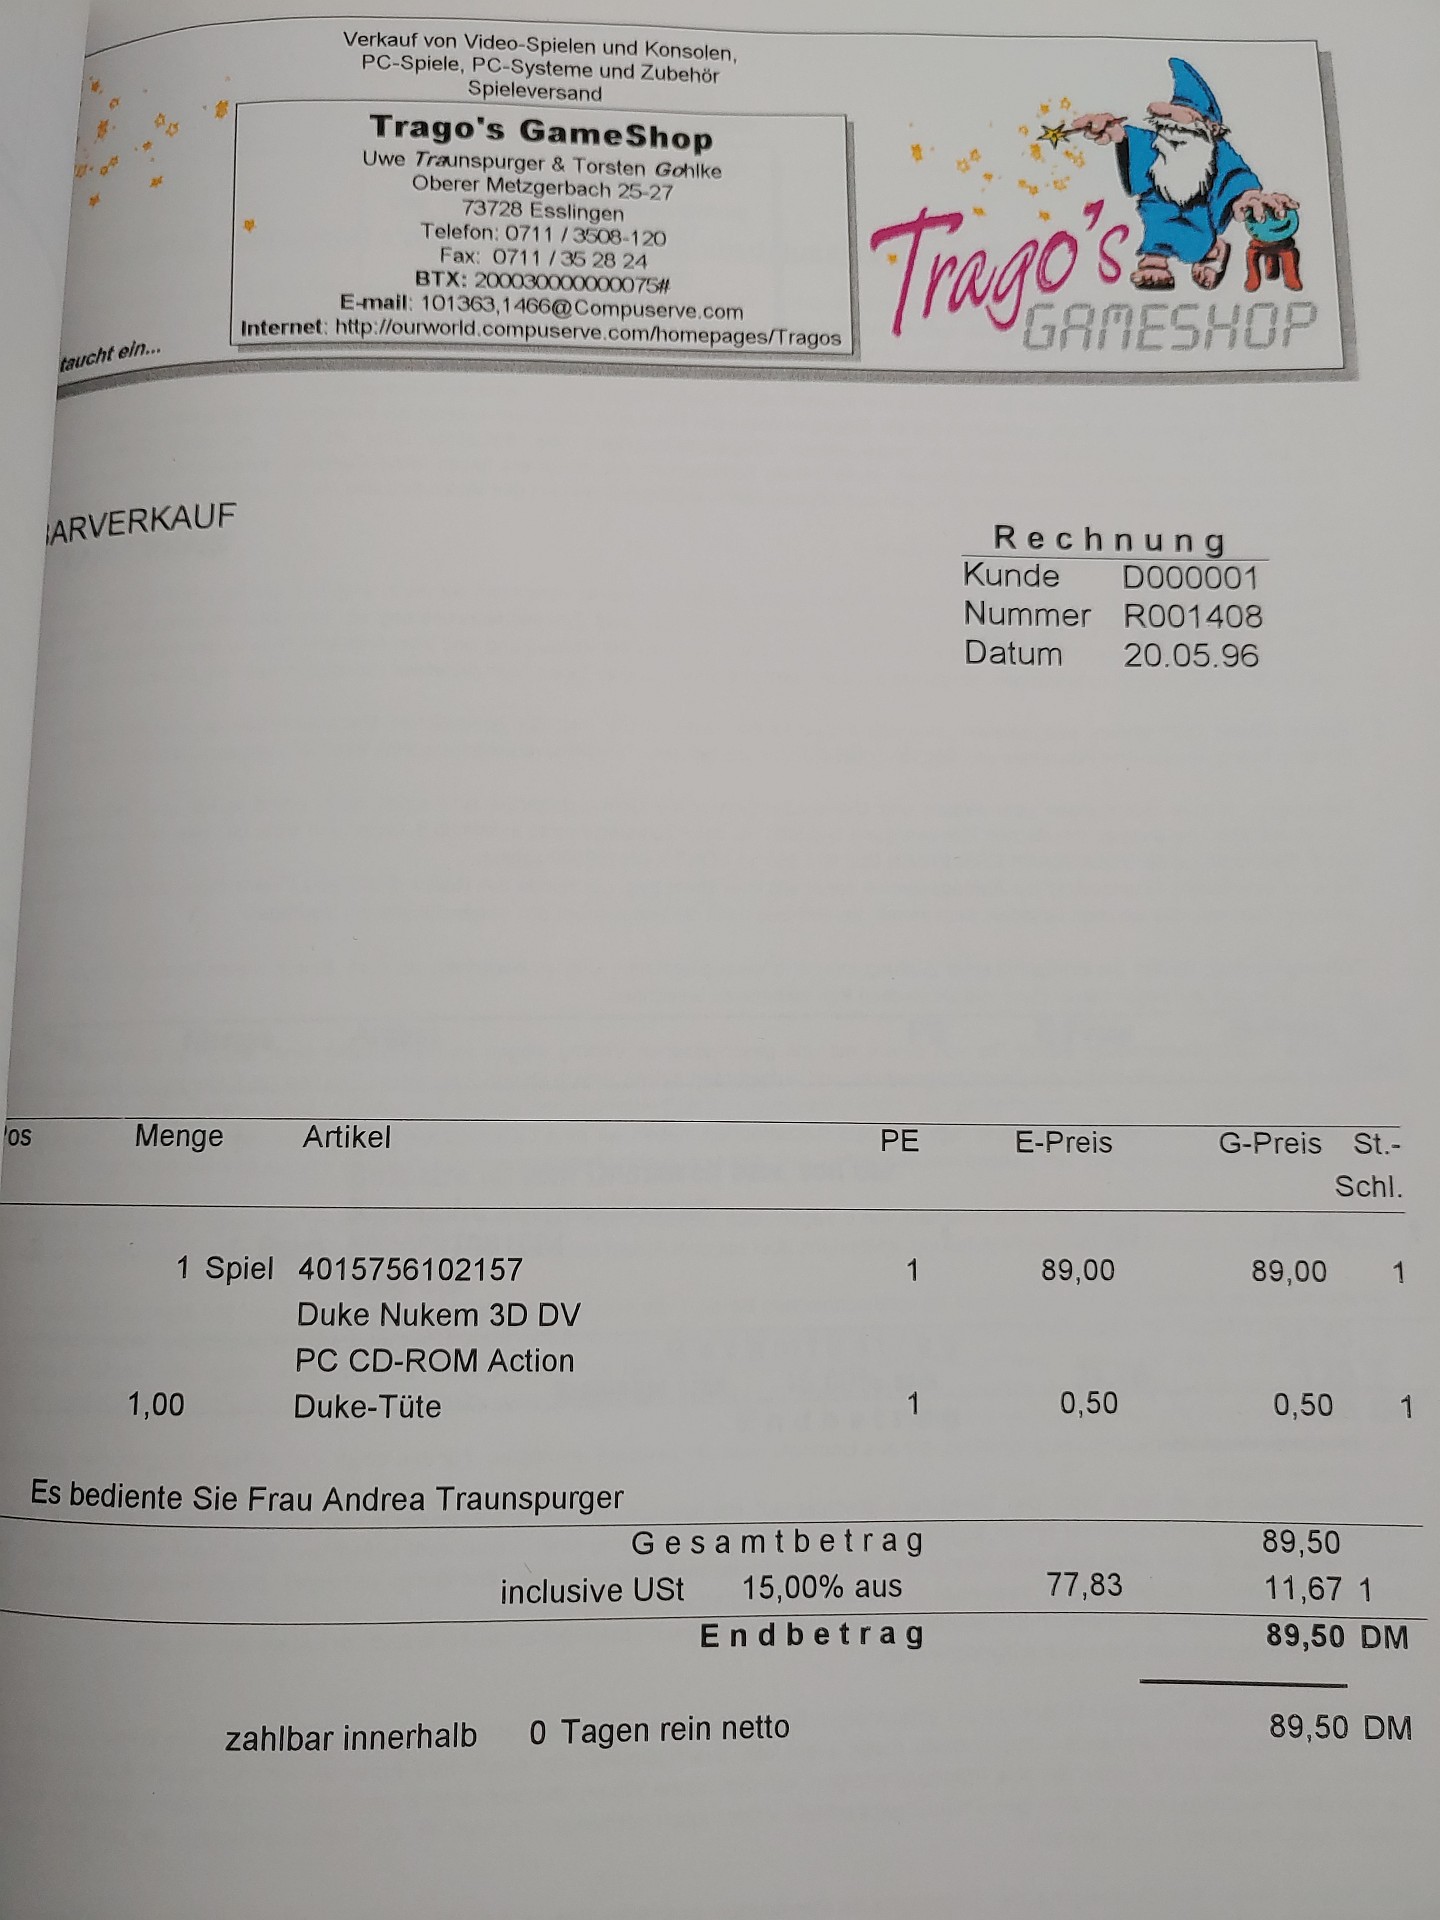 Verkauf von Video-Spielen und Konsolen,
PC-Spiele, PC-Systeme und Zubehör
Spieleversand
Trago's GameShop
Uwe Traunspurger & Torsten Gohlke
Oberer Metzgerbach 25-27
73728 Esslingen
Telefon: 0711 / 3508-120
Fax: 0711 / 35 28 24
BTX: 200030000000075#
E-mail: 101363,1466@Compuserve.com
Internet: http://ourworld.compuserve.com/homepages/Tragos
taucht ein...
Trago's
GAMESHOP
BARVERKAUF
Rechnung
Kunde D000001
Nummer R001408
Datum 20.05.96
Pos Menge Artikel PE E-Preis G-Preis St.-
Schl.
1 Spiel 4015756102157 1 89,00 89,00 1
Duke Nukem 3D DV
PC CD-ROM Action
1,00 Duke-Tüte 1 0,50 0,50 1
Es bediente Sie Frau Andrea Traunspurger
Gesamtbetrag 89,50
inclusive USt 15,00% aus 77,83 11,67 1
Endbetrag 89,50 DM
zahlbar innerhalb 0 Tagen rein netto 89,50 DM